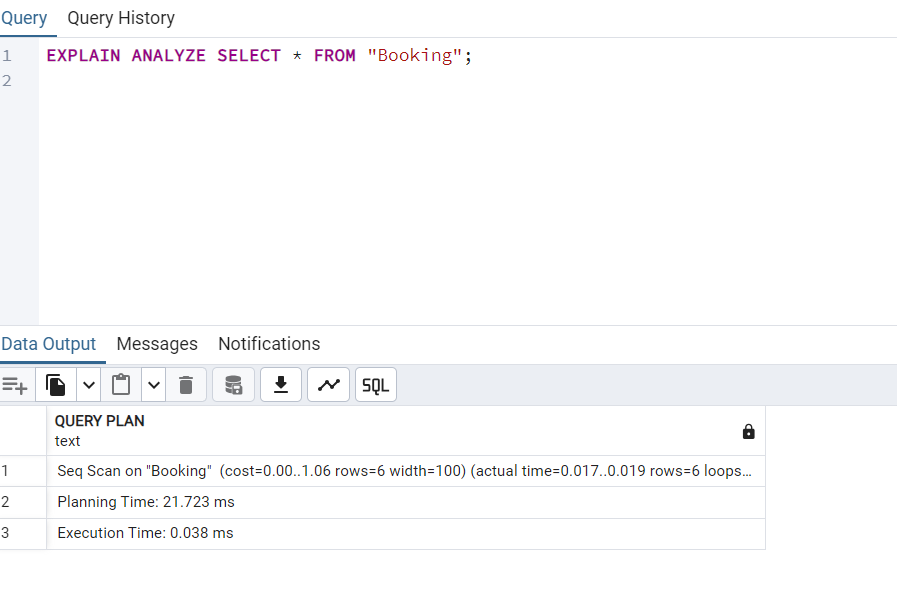 Query Query History
1 EXPLAIN ANALYZE SELECT * FROM "Booking";
2
Data Output Messages Notifications
SQL
QUERY PLAN
text
1 Seq Scan on "Booking" (cost=0.00..1.06 rows=6 width=100) (actual time=0.017..0.019 rows=6 loops...
2 Planning Time: 21.723 ms
3 Execution Time: 0.038 ms